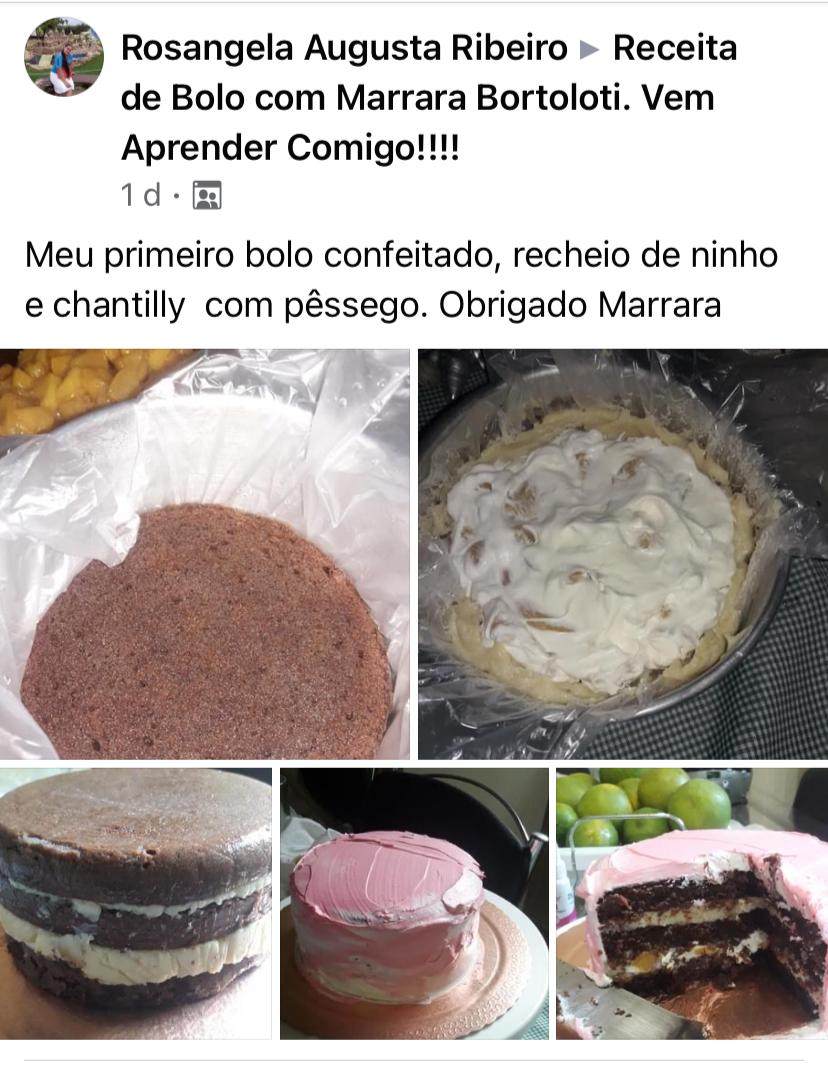 Rosangela Augusta Ribeiro ▸ Receita
de Bolo com Marrara Bortoloti. Vem
Aprender Comigo!!!!
1 d ·
Meu primeiro bolo confeitado, recheio de ninho
e chantilly  com pêssego. Obrigado Marrara